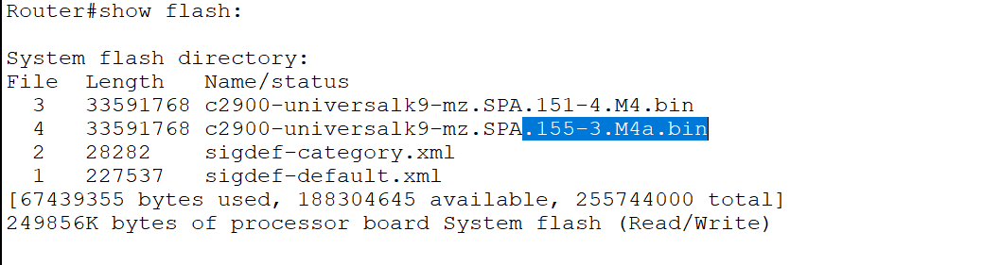 Router#show flash:
System flash directory:
File  Length   Name/status
  3   33591768 c2900-universalk9-mz.SPA.151-4.M4.bin
  4   33591768 c2900-universalk9-mz.SPA.155-3.M4a.bin
  2   28282    sigdef-category.xml
  1   227537   sigdef-default.xml
[67439355 bytes used, 188304645 available, 255744000 total]
249856K bytes of processor board System flash (Read/Write)